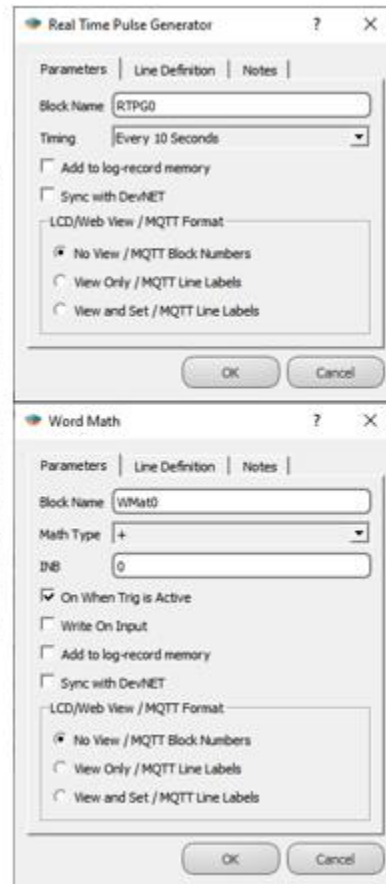 Real Time Pulse Generator ? ×
Parameters Line Definition Notes
Block Name RTPG0
Timing Every 10 Seconds
Add to log-record memory
Sync with DevNET
LCD/Web View / MQTT Format
No View / MQTT Block Numbers
View Only / MQTT Line Labels
View and Set / MQTT Line Labels
OK Cancel
Word Math ? ×
Parameters Line Definition Notes
Block Name WMat0
Math Type +
INB 0
On When Trig is Active
Write On Input
Add to log-record memory
Sync with DevNET
LCD/Web View / MQTT Format
No View / MQTT Block Numbers
View Only / MQTT Line Labels
View and Set / MQTT Line Labels
OK Cancel